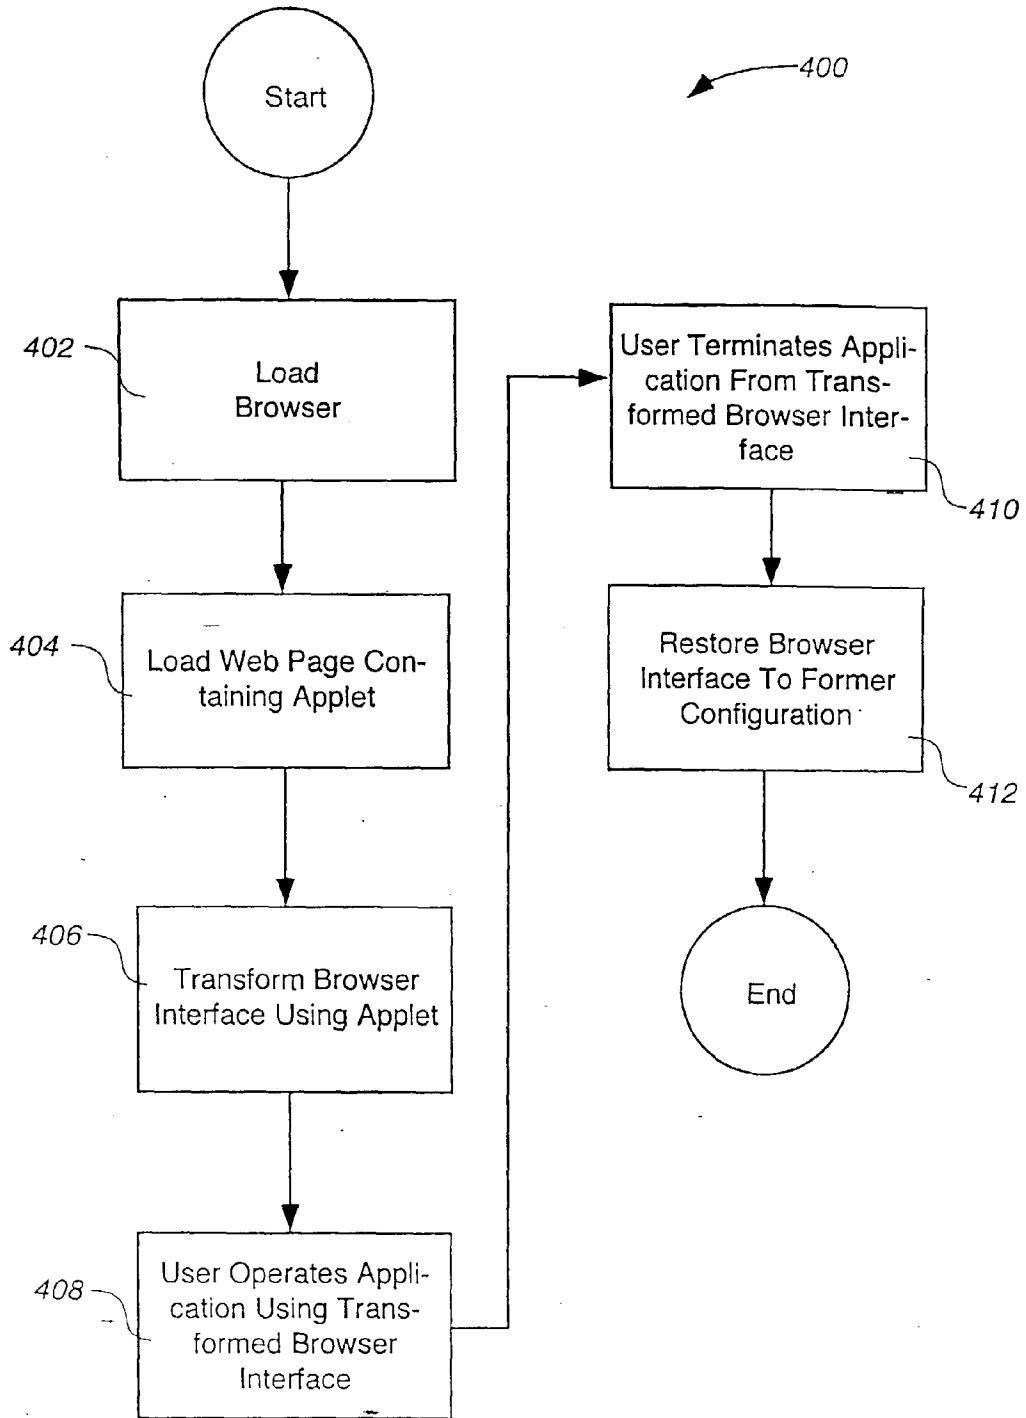 Start
400
402
Load
Browser
404
Load Web Page Con-
taining Applet
406
Transform Browser
Interface Using Applet
408
User Operates Appli-
cation Using Trans-
formed Browser
Interface
User Terminates Appli-
cation From Trans-
formed Browser Inter-
face
410
Restore Browser
Interface To Former
Configuration
412
End